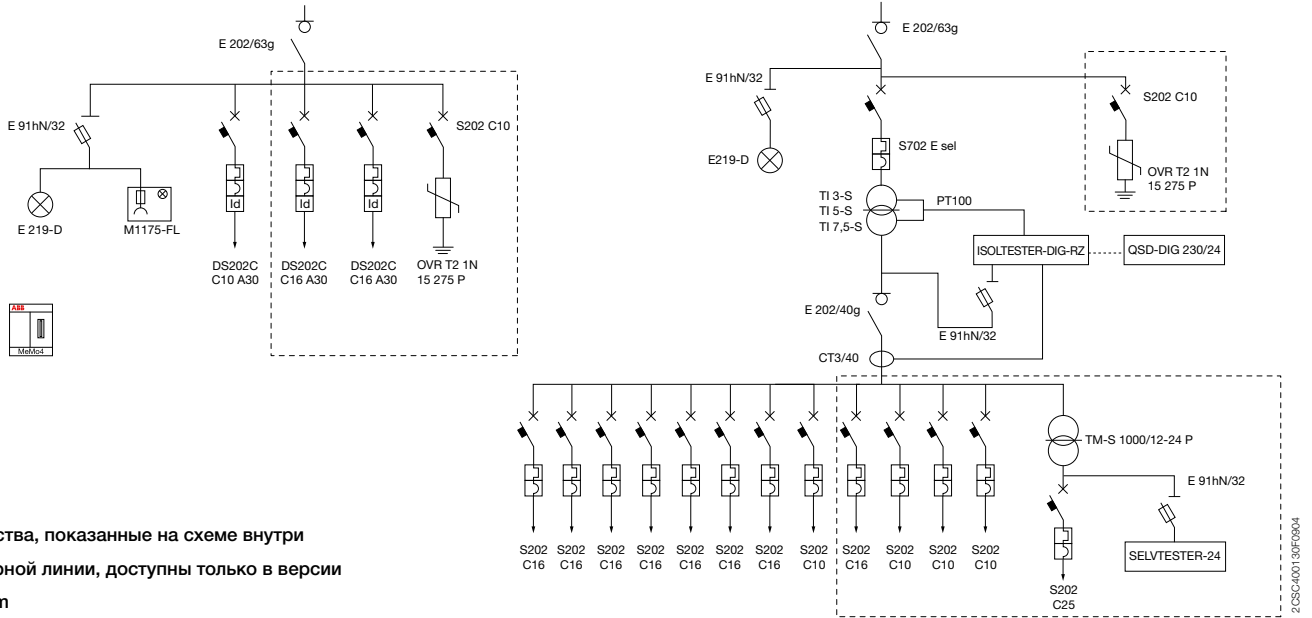 E 202/63g
E 91hN/32
S202 C10
Id
Id
Id
E 219-D
M1175-FL
DS202C
C10 A30
DS202C
C16 A30
DS202C
C16 A30
OVR T2 1N
15 275 P
ABB
MeMo4
E 202/63g
E 91hN/32
S202 C10
S702 E sel
E219-D
OVR T2 1N
15 275 P
TI 3-S
TI 5-S
TI 7,5-S
PT100
ISOLTESTER-DIG-RZ
QSD-DIG 230/24
E 202/40g
E 91hN/32
CT3/40
TM-S 1000/12-24 P
E 91hN/32
S202
C16
S202
C16
S202
C16
S202
C16
S202
C16
S202
C16
S202
C16
S202
C10
S202
C16
S202
C10
S202
C10
S202
C10
SELVTESTER-24
S202
C25
ства, показанные на схеме внутри
рной линии, доступны только в версии
m
2CSC400130F0904